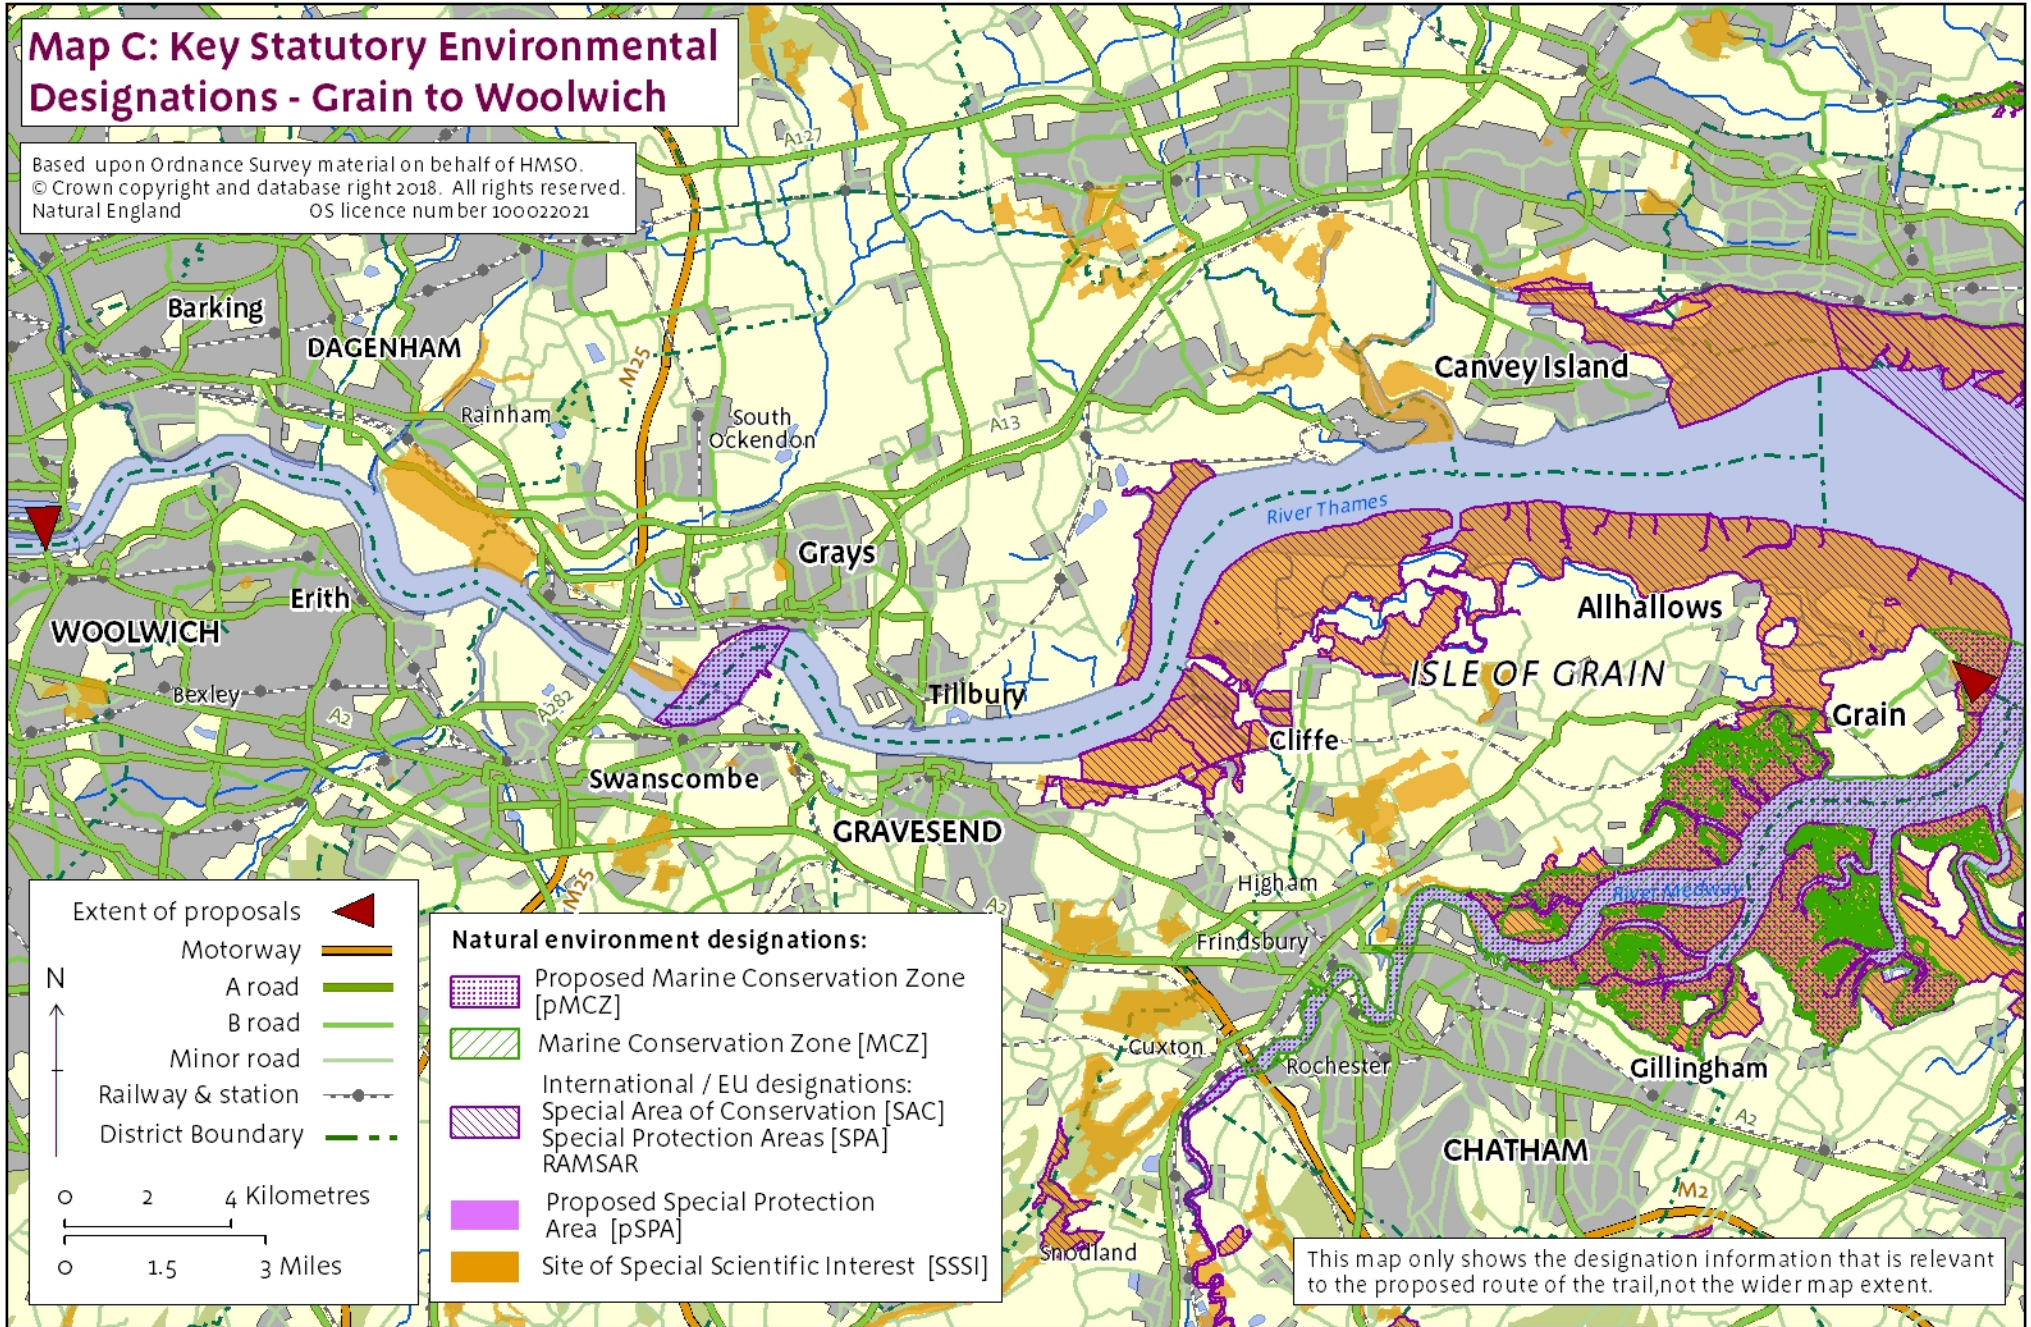 Map C: Key Statutory Environmental
Designations - Grain to Woolwich
Based upon Ordnance Survey material on behalf of HMSO.
© Crown copyright and database right 2018. All rights reserved.
Natural England OS licence number 100022021
A127
Barking
DAGENHAM
M25
Rainham
South
Ockendon
A13
Canvey Island
River Thames
Grays
Erith
WOOLWICH
Allhallows
ISLE OF GRAIN
Bexley
A2
A282
Tillbury
Grain
Cliffe
Swanscombe
GRAVESEND
M25
Higham
River Medway
A2
Frindsbury
Cuxton
Rochester
Gillingham
A2
CHATHAM
M2
Snodland
Extent of proposals
Motorway
A road
B road
Minor road
Railway & station
District Boundary
N
0 2 4 Kilometres
0 1.5 3 Miles
Natural environment designations:
Proposed Marine Conservation Zone
[pMCZ]
Marine Conservation Zone [MCZ]
International / EU designations:
Special Area of Conservation [SAC]
Special Protection Areas [SPA]
RAMSAR
Proposed Special Protection
Area [pSPA]
Site of Special Scientific Interest [SSSI]
This map only shows the designation information that is relevant
to the proposed route of the trail,not the wider map extent.